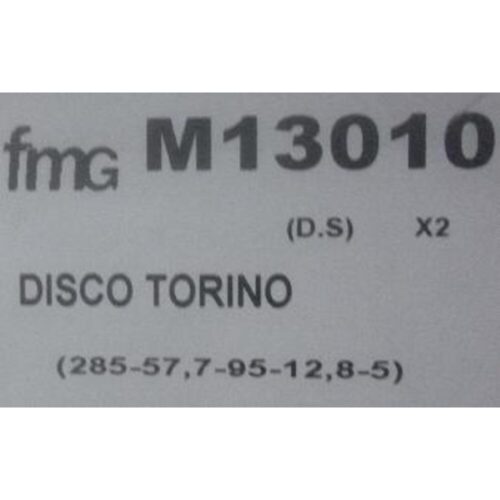 fmG M13010
(D.S) X2
DISCO TORINO
(285-57,7-95-12,8-5)